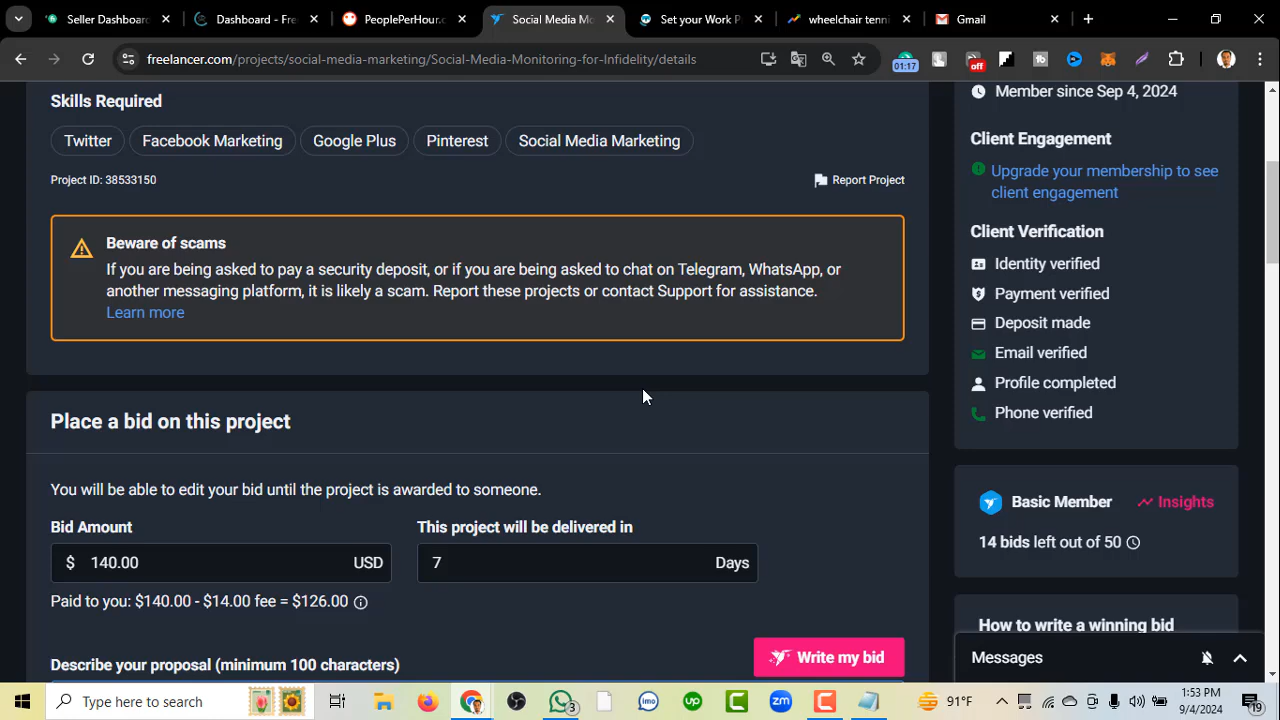 Seller Dashboard
Dashboard - Free
PeoplePerHour.c
Social Media Mo
Set your Work P
wheelchair tenni
Gmail
freelancer.com/projects/social-media-marketing/Social-Media-Monitoring-for-Infidelity/details
01:17
off
Skills Required
Twitter
Facebook Marketing
Google Plus
Pinterest
Social Media Marketing
Project ID: 38533150
Report Project
Beware of scams
If you are being asked to pay a security deposit, or if you are being asked to chat on Telegram, WhatsApp, or
another messaging platform, it is likely a scam. Report these projects or contact Support for assistance.
Learn more
Place a bid on this project
You will be able to edit your bid until the project is awarded to someone.
Bid Amount
This project will be delivered in
$ 140.00 USD
7 Days
Paid to you: $140.00 - $14.00 fee = $126.00
Describe your proposal (minimum 100 characters)
Write my bid
Member since Sep 4, 2024
Client Engagement
Upgrade your membership to see
client engagement
Client Verification
Identity verified
Payment verified
Deposit made
Email verified
Profile completed
Phone verified
Basic Member
Insights
14 bids left out of 50
How to write a winning bid
Messages
Type here to search
3
imo
up
zm
91°F
1:53 PM
9/4/2024
19